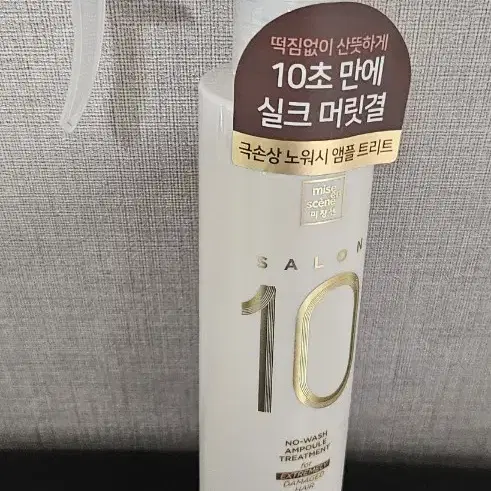 떡짐없이 산뜻하게
10초 만에
실크 머릿결
극손상 노워시 앰플 트리트
mise
en
scène
미쟝센
SALON
10
NO-WASH
AMPOULE
TREATMENT
for
EXTREMELY
DAMAGED
HAIR